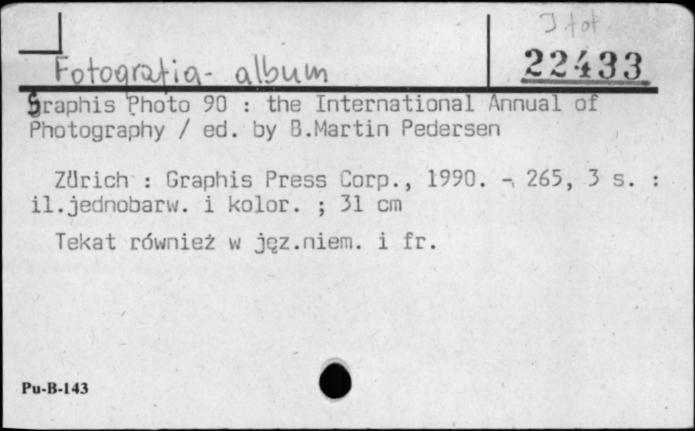 I fot
22433
Fotografia- album
Graphis Photo 90 : the International Annual of
Photography / ed. by B.Martin Pedersen
Zürich : Graphis Press Corp., 1990. - 265, 3 s. :
il.jednobarw. i kolor. ; 31 cm
Tekat również w jęz.niem. i fr.
Pu-B-143